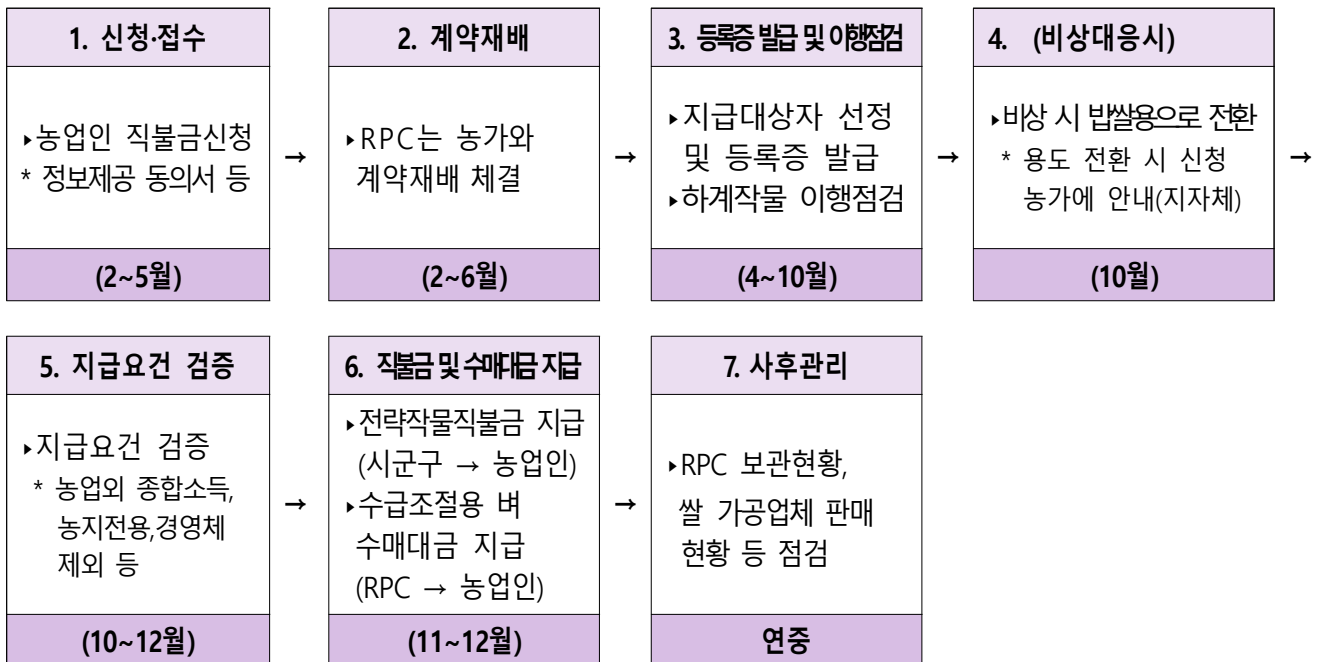 1. 신청·접수
▸농업인 직불금신청
* 정보제공 동의서 등
(2~5월)
→
2. 계약재배
▸RPC는 농가와
계약재배 체결
(2~6월)
→
3. 등록증 발급 및 이행점검
▸지급대상자 선정
및 등록증 발급
▸하계작물 이행점검
(4~10월)
→
4. (비상대응시)
▸비상 시 밥쌀용으로 전환
* 용도 전환 시 신청
농가에 안내(지자체)
(10월)
→
5. 지급요건 검증
▸지급요건 검증
* 농업외 종합소득,
농지전용,경영체
제외 등
(10~12월)
→
6. 직불금 및 수매대금 지급
▸전략작물직불금 지급
(시군구 → 농업인)
▸수급조절용 벼
수매대금 지급
(RPC → 농업인)
(11~12월)
→
7. 사후관리
▸RPC 보관현황,
쌀 가공업체 판매
현황 등 점검
연중